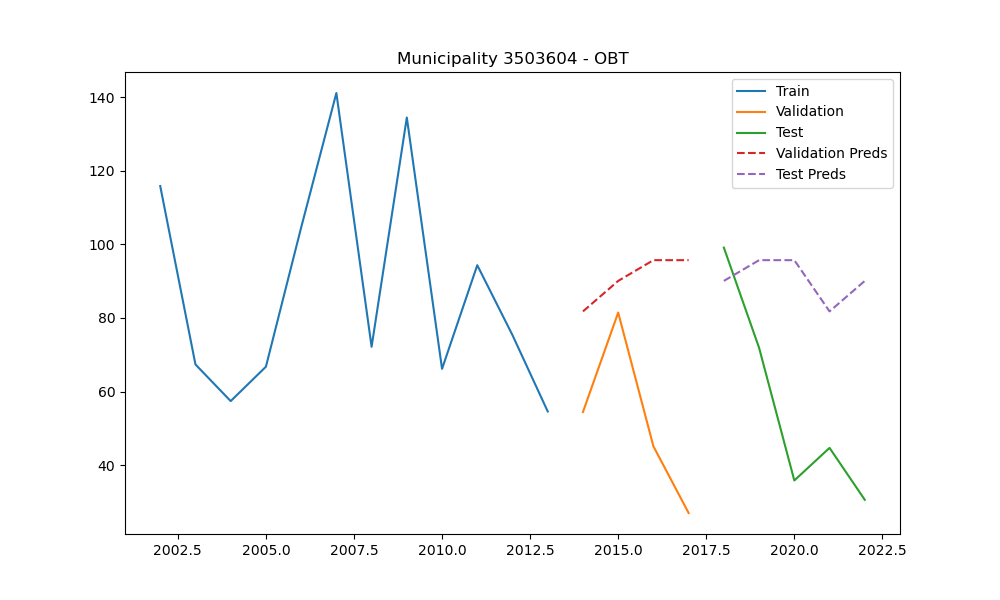 Municipality 3503604 - OBT
140
120
100
80
60
40
Train
Validation
Test
Validation Preds
Test Preds
2002.5 2005.0 2007.5 2010.0 2012.5 2015.0 2017.5 2020.0 2022.5